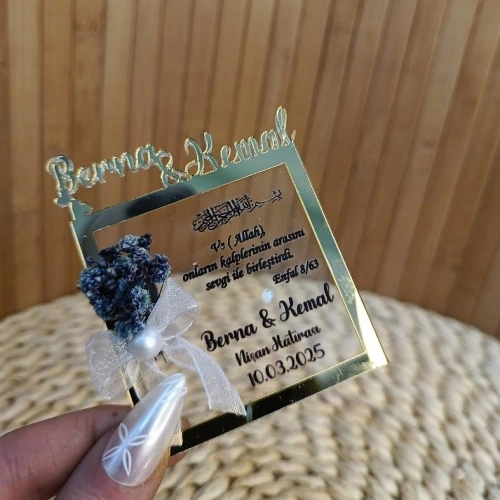 Berna & Kemal
﷽
Ve (Allah),
onların kalplerinin arasını
sevgi ile birleştirdi.
Enfal 8/63
Berna & Kemal
Nişan Hatırası
10.03.2025